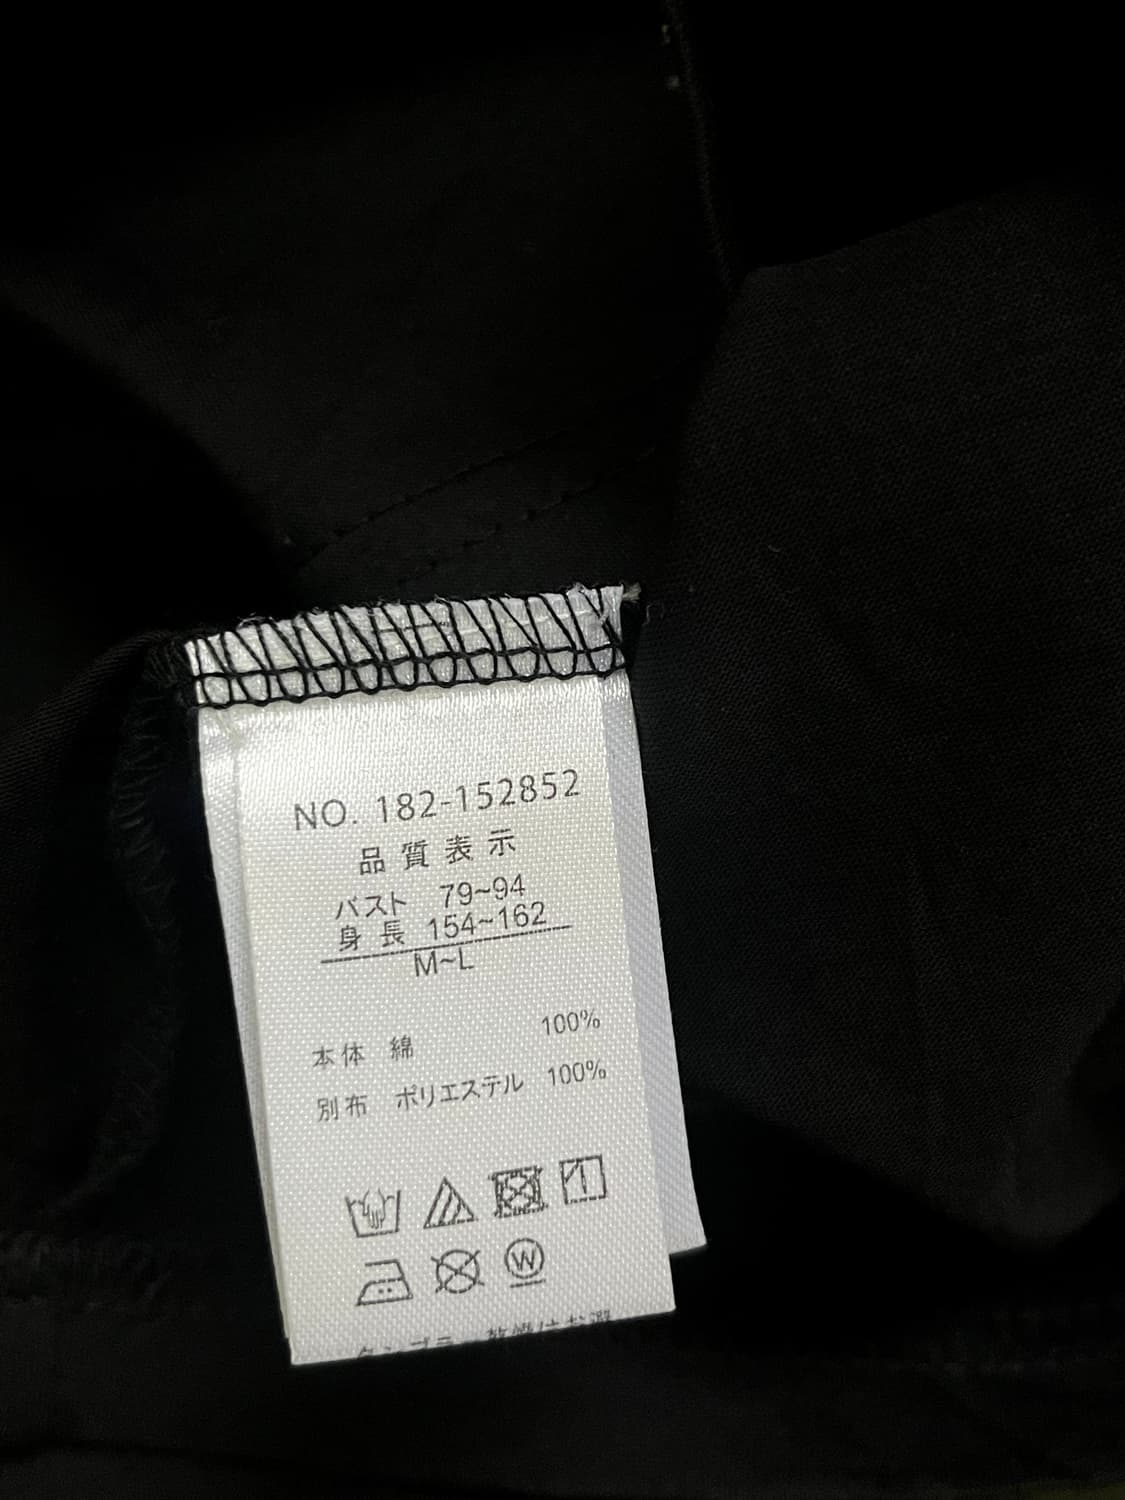 NO. 182-152852
品質表示
バスト 79~94
身長 154~162
M~L
本体 綿 100%
別布 ポリエステル 100%
W